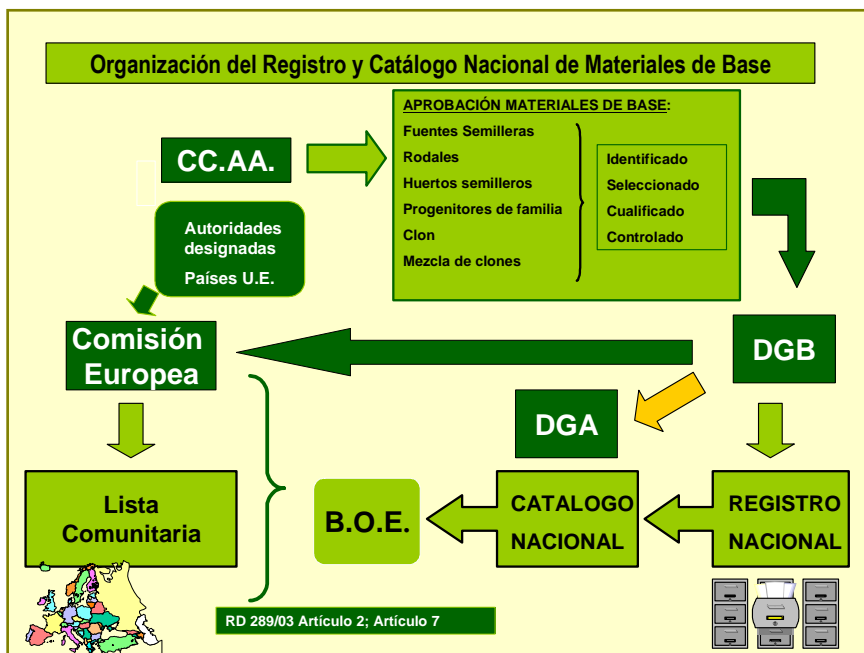 Organización del Registro y Catálogo Nacional de Materiales de Base
CC.AA.
APROBACIÓN MATERIALES DE BASE:
Fuentes Semilleras
Rodales
Huertos semilleros
Progenitores de familia
Clon
Mezcla de clones
Identificado
Seleccionado
Cualificado
Controlado
Autoridades
designadas
Países U.E.
Comisión
Europea
DGB
DGA
Lista
Comunitaria
B.O.E.
CATALOGO
NACIONAL
REGISTRO
NACIONAL
RD 289/03 Artículo 2; Artículo 7